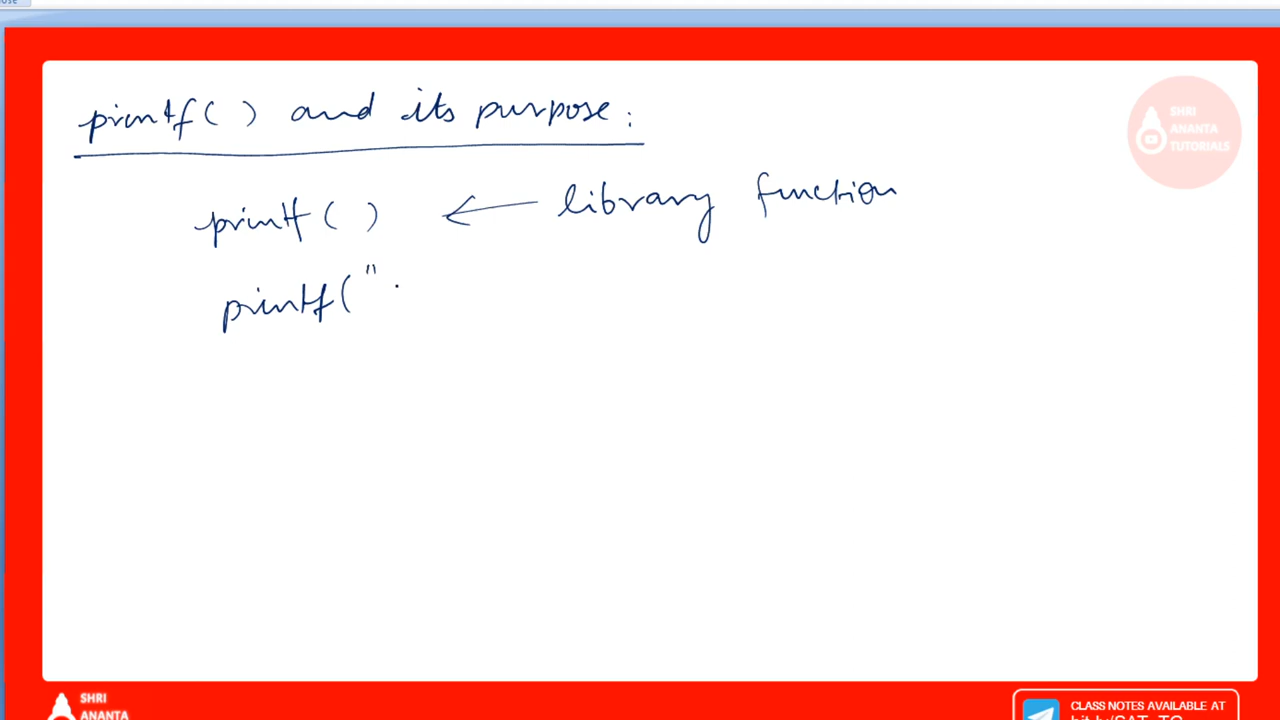 printf( ) and its purpose :
SHRI
ANANTA
TUTORIALS
printf ( ) ← library function
printf( "
SHRI
ANANTA
CLASS NOTES AVAILABLE AT